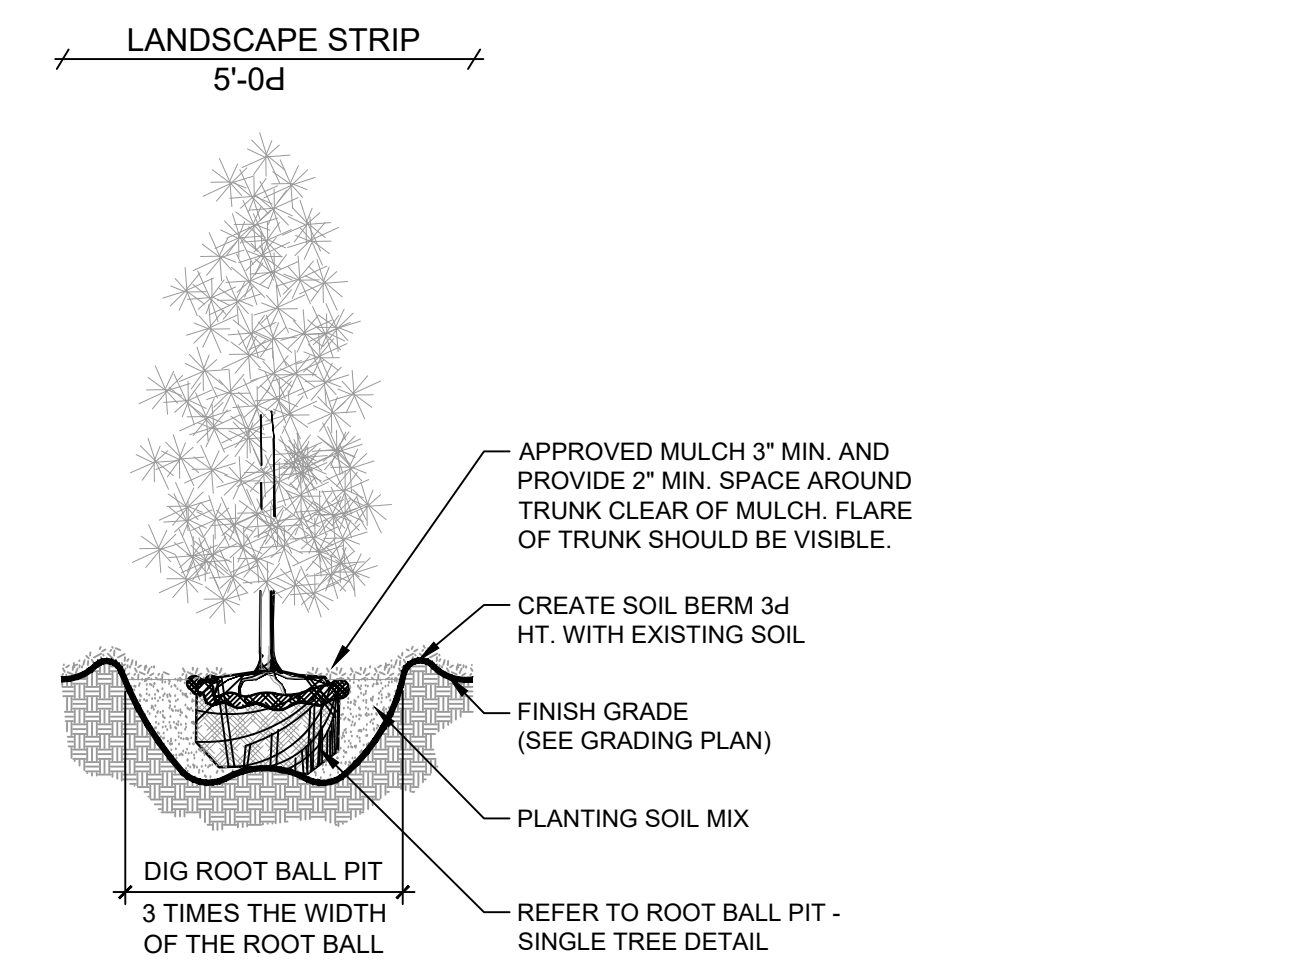 LANDSCAPE STRIP
5'-0d
APPROVED MULCH 3" MIN. AND
PROVIDE 2" MIN. SPACE AROUND
TRUNK CLEAR OF MULCH. FLARE
OF TRUNK SHOULD BE VISIBLE.
CREATE SOIL BERM 3d
HT. WITH EXISTING SOIL
FINISH GRADE
(SEE GRADING PLAN)
PLANTING SOIL MIX
DIG ROOT BALL PIT
3 TIMES THE WIDTH
OF THE ROOT BALL
REFER TO ROOT BALL PIT -
SINGLE TREE DETAIL